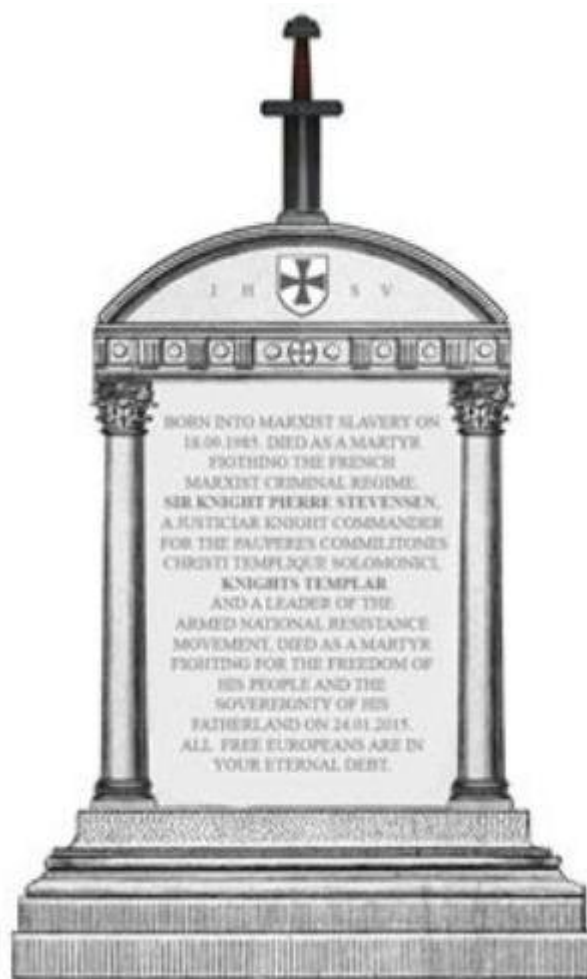 I H S V
BORN INTO MARXIST SLAVERY ON
18.09.1985. DIED AS A MARTYR
FIGTHING THE FRENCH
MARXIST CRIMINAL REGIME.
SIR KNIGHT PIERRE STEVENSEN,
A JUSTICIAR KNIGHT COMMANDER
FOR THE PAUPERES COMMILITONES
CHRISTI TEMPLIQUE SOLOMONICI,
KNIGHTS TEMPLAR
AND A LEADER OF THE
ARMED NATIONAL RESISTANCE
MOVEMENT, DIED AS A MARTYR
FIGHTING FOR THE FREEDOM OF
HIS PEOPLE AND THE
SOVEREIGNTY OF HIS
FATHERLAND ON 24.01.2015.
ALL FREE EUROPEANS ARE IN
YOUR ETERNAL DEBT.